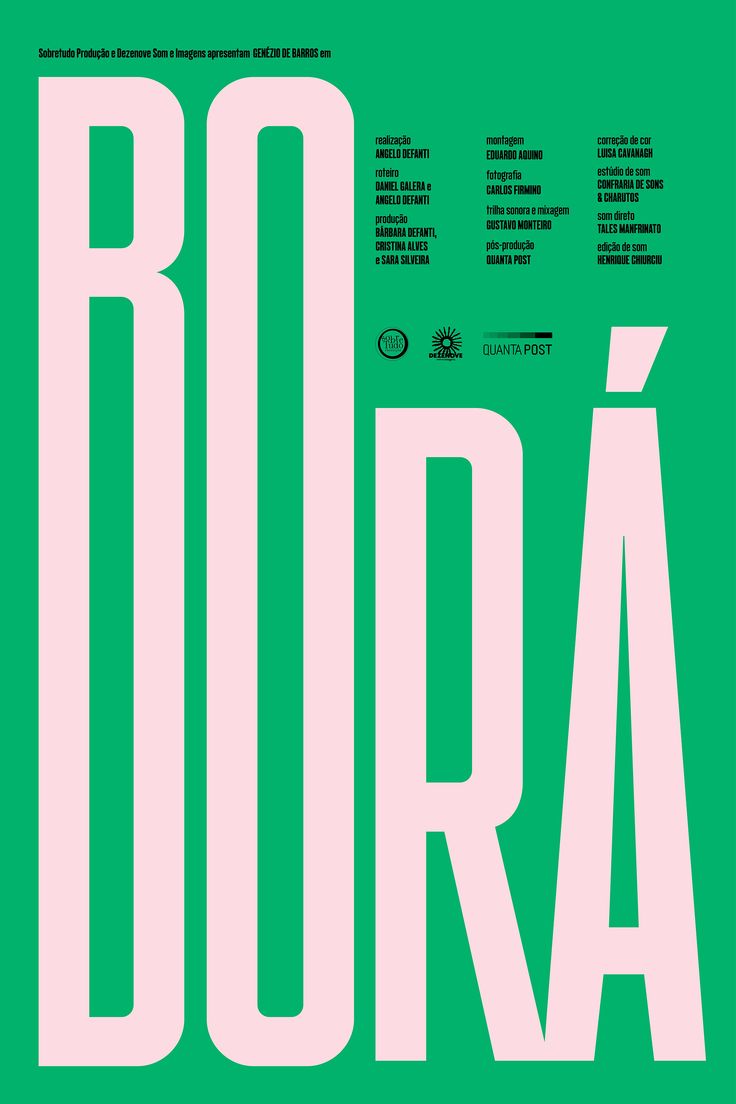 Sobretudo Produção e Dezenove Som e Imagens apresentam GENÉZIO DE BARROS em
BORÁ
realização
ANGELO DEFANTI
roteiro
DANIEL GALERA e
ANGELO DEFANTI
produção
BÁRBARA DEFANTI,
CRISTINA ALVES
e SARA SILVEIRA
montagem
EDUARDO AQUINO
fotografia
CARLOS FIRMINO
trilha sonora e mixagem
GUSTAVO MONTEIRO
pós-produção
QUANTA POST
correção de cor
LUISA CAVANAGH
estúdio de som
CONFRARIA DE SONS
& CHARUTOS
som direto
TALES MANFRINATO
edição de som
HENRIQUE CHIURCIU
sobre
tudo
DEZENOVE
QUANTA POST